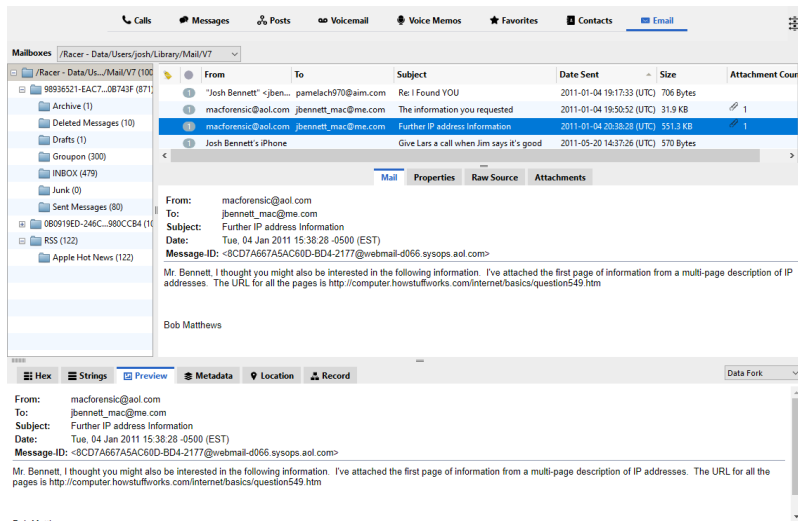 Calls Messages Posts Voicemail Voice Memos Favorites Contacts Email
Mailboxes /Racer - Data/Users/josh/Library/Mail/V7
/Racer - Data/Us.../Mail/V7 (100
98936521-EAC7...0B743F (871)
Archive (1)
Deleted Messages (10)
Drafts (1)
Groupon (300)
INBOX (479)
Junk (0)
Sent Messages (80)
0B0919ED-246C...980CCB4 (10
RSS (122)
Apple Hot News (122)
From To Subject Date Sent Size Attachment Coun
1 "Josh Bennett" <jben... pamelach970@aim.com Re: I Found YOU 2011-01-04 19:17:33 (UTC) 706 Bytes
1 macforensic@aol.com jbennett_mac@me.com The information you requested 2011-01-04 19:50:52 (UTC) 31.9 KB 1
1 macforensic@aol.com jbennett_mac@me.com Further IP address Information 2011-01-04 20:38:28 (UTC) 551.3 KB 1
1 Josh Bennett's iPhone Give Lars a call when Jim says it's good 2011-05-20 14:37:26 (UTC) 570 Bytes
Mail Properties Raw Source Attachments
From: macforensic@aol.com
To: jbennett_mac@me.com
Subject: Further IP address Information
Date: Tue, 04 Jan 2011 15:38:28 -0500 (EST)
Message-ID: <8CD7A667A5AC60D-BD4-2177@webmail-d066.sysops.aol.com>
Mr. Bennett, I thought you might also be interested in the following information. I've attached the first page of information from a multi-page description of IP
addresses. The URL for all the pages is http://computer.howstuffworks.com/internet/basics/question549.htm
Bob Matthews
Hex Strings Preview Metadata Location Record Data Fork
From: macforensic@aol.com
To: jbennett_mac@me.com
Subject: Further IP address Information
Date: Tue, 04 Jan 2011 15:38:28 -0500 (EST)
Message-ID: <8CD7A667A5AC60D-BD4-2177@webmail-d066.sysops.aol.com>
Mr. Bennett, I thought you might also be interested in the following information. I've attached the first page of information from a multi-page description of IP addresses. The URL for all the
pages is http://computer.howstuffworks.com/internet/basics/question549.htm